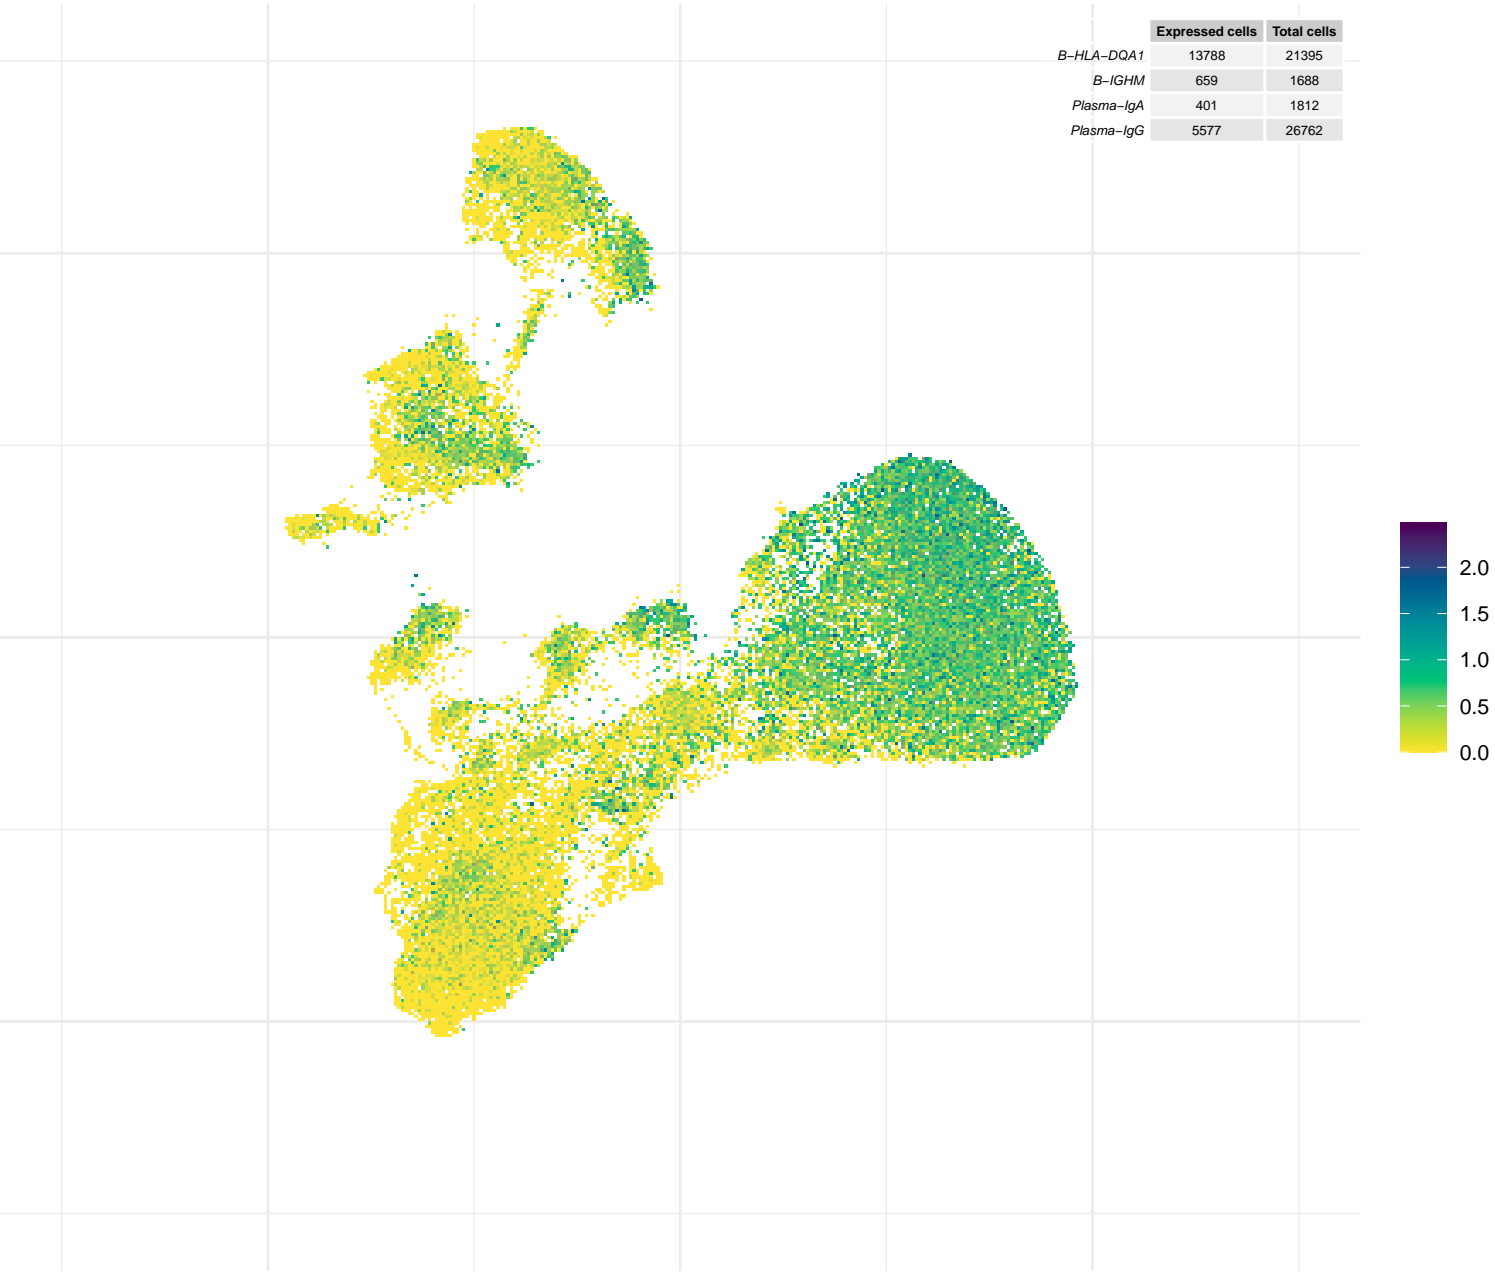 Expressed cells Total cells
B−HLA−DQA1 13788 21395
B−IGHM 659 1688
Plasma−IgA 401 1812
Plasma−IgG 5577 26762
2.0
1.5
1.0
0.5
0.0